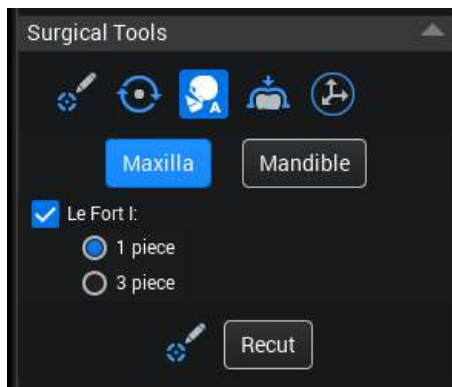 Surgical Tools
A
Maxilla Mandible
Le Fort I:
1 piece
3 piece
Recut